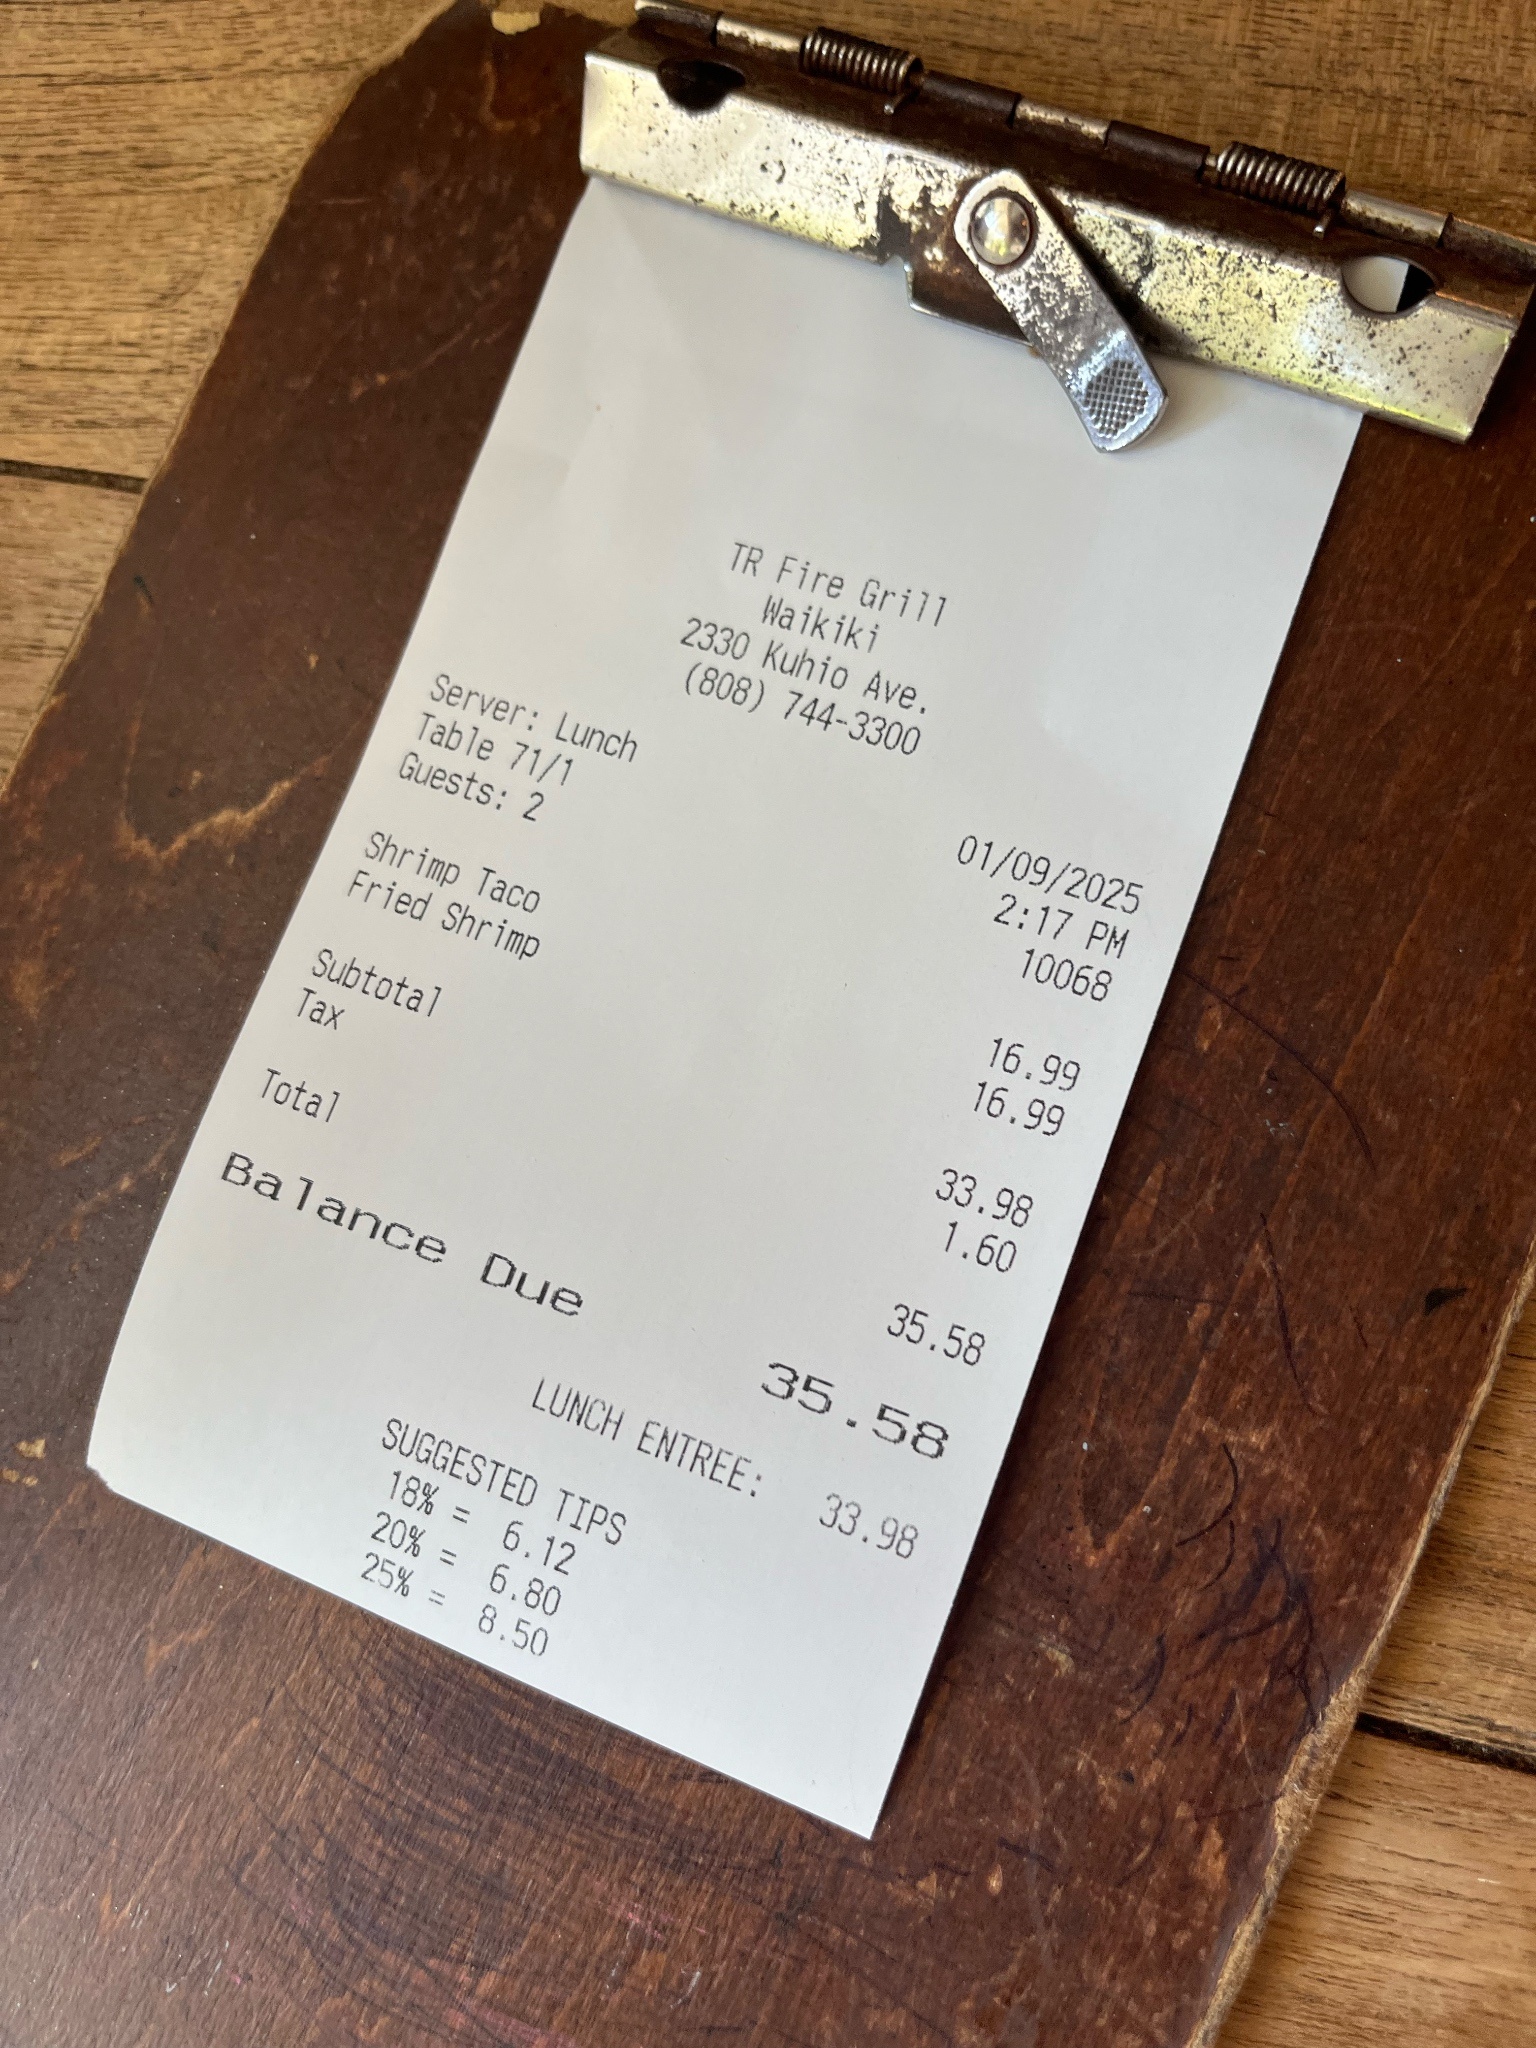 TR Fire Grill
Waikiki
2330 Kuhio Ave.
(808) 744-3300
Server: Lunch 01/09/2025
Table 71/1 2:17 PM
Guests: 2 10068
Shrimp Taco 16.99
Fried Shrimp 16.99
Subtotal 33.98
Tax 1.60
Total 35.58
Balance Due 35.58
LUNCH ENTREE: 33.98
SUGGESTED TIPS
18% = 6.12
20% = 6.80
25% = 8.50